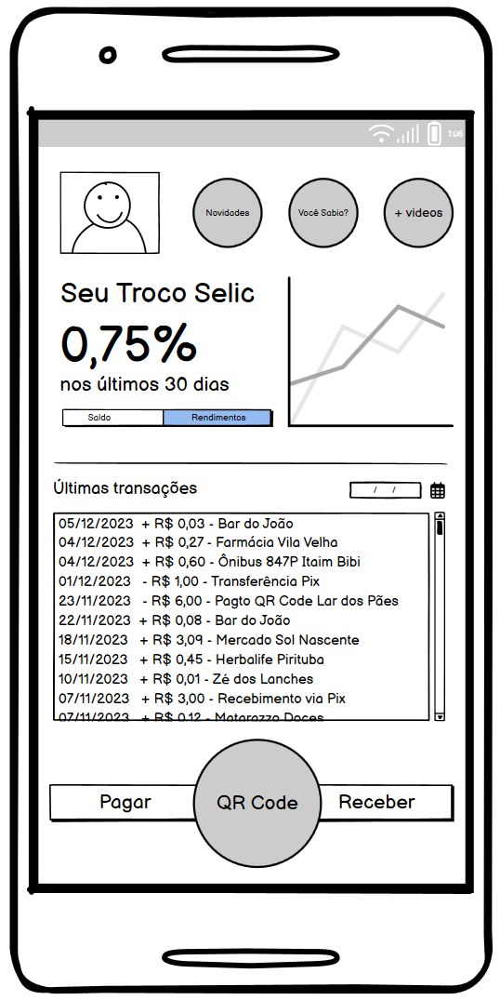 1:06
Novidades
Você Sabia?
+ videos
Seu Troco Selic
0,75%
nos últimos 30 dias
Saldo
Rendimentos
Últimas transações
/ /
05/12/2023 + R$ 0,03 - Bar do João
04/12/2023 + R$ 0,27 - Farmácia Vila Velha
04/12/2023 + R$ 0,60 - Ônibus 847P Itaim Bibi
01/12/2023 - R$ 1,00 - Transferência Pix
23/11/2023 - R$ 6,00 - Pagto QR Code Lar dos Pães
22/11/2023 + R$ 0,08 - Bar do João
18/11/2023 + R$ 3,09 - Mercado Sol Nascente
15/11/2023 + R$ 0,45 - Herbalife Pirituba
10/11/2023 + R$ 0,01 - Zé dos Lanches
07/11/2023 + R$ 3,00 - Recebimento via Pix
07/11/2023 + R$ 0,12 - Matarazzo Doces
Pagar
QR Code
Receber